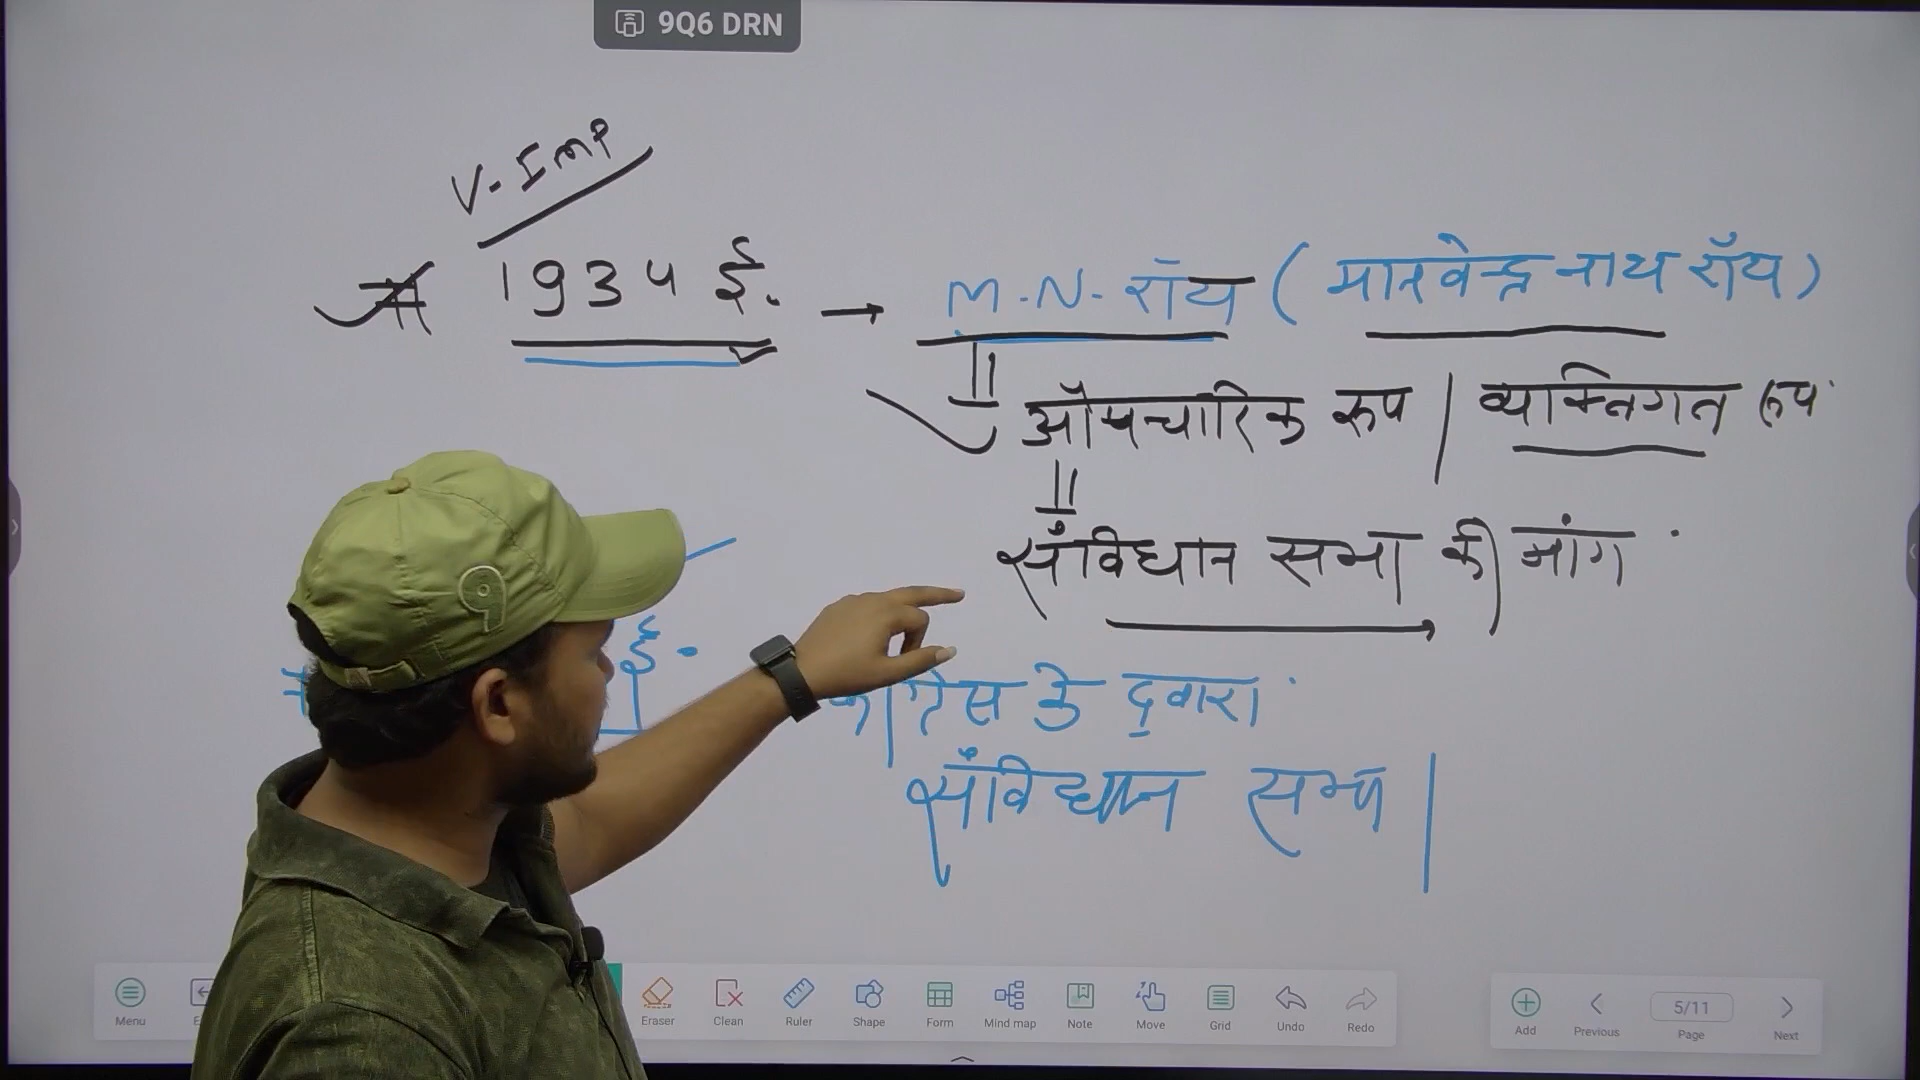 9Q6 DRN
V-IMP
1934 ई. → M.N. रॉय (मानवेन्द्र नाथ रॉय)
औपचारिक रूप | व्यक्तिगत रूप
संविधान सभा की मांग
ई.
कांग्रेस के द्वारा
संविधान सभा |
Menu Eraser Clean Ruler Shape Form Mind map Note Move Grid Undo Redo Add Previous 5/11 Page Next